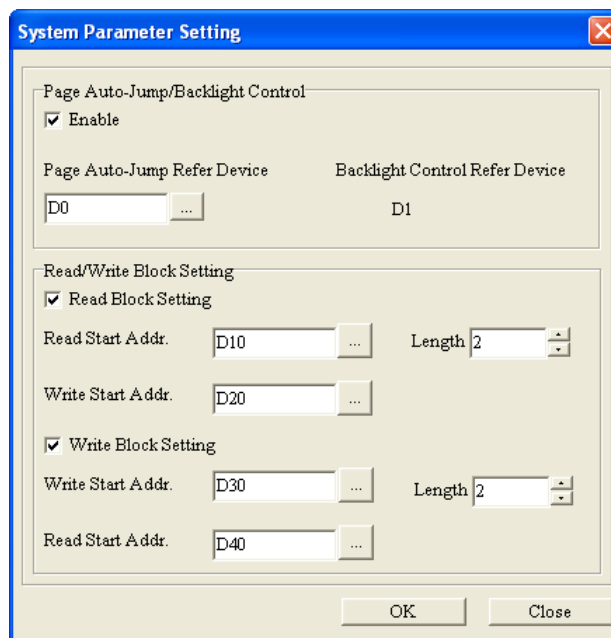 System Parameter Setting
Page Auto-Jump/Backlight Control
Enable
Page Auto-Jump Refer Device Backlight Control Refer Device
D0 ... D1
Read/Write Block Setting
Read Block Setting
Read Start Addr. D10 ... Length 2
Write Start Addr. D20 ...
Write Block Setting
Write Start Addr. D30 ... Length 2
Read Start Addr. D40 ...
OK Close